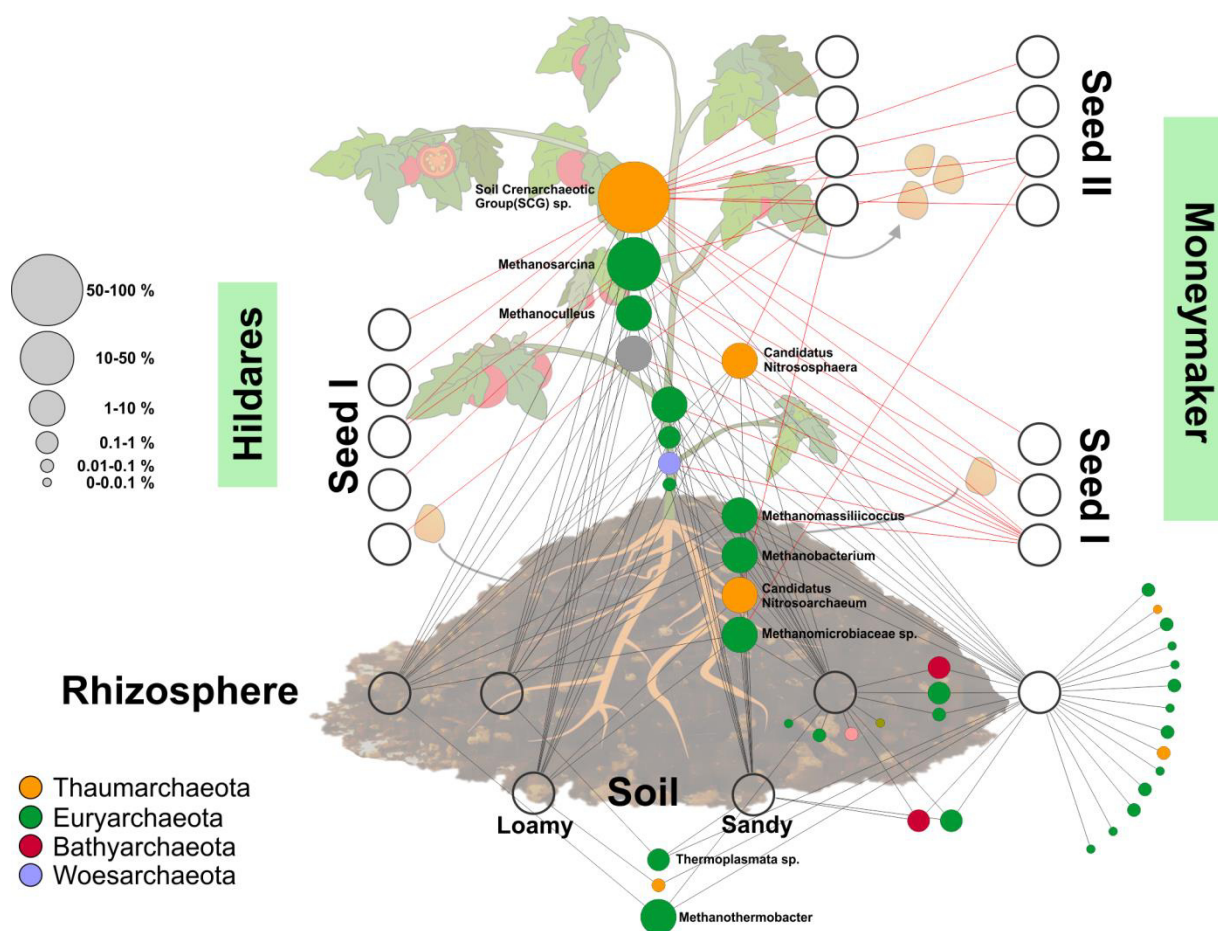 Soil Crenarchaeotic
Group(SCG) sp.
Seed II
Moneymaker
Methanosarcina
50-100 %
Methanoculleus
Hildares
10-50 %
Seed I
Candidatus
Nitrososphaera
1-10 %
0.1-1 %
0.01-0.1 %
0-0.0.1 %
Seed I
Methanomassiliicoccus
Methanobacterium
Candidatus
Nitrosoarchaeum
Methanomicrobiaceae sp.
Rhizosphere
Soil
Loamy
Sandy
Thaumarchaeota
Euryarchaeota
Bathyarchaeota
Woesarchaeota
Thermoplasmata sp.
Methanothermobacter